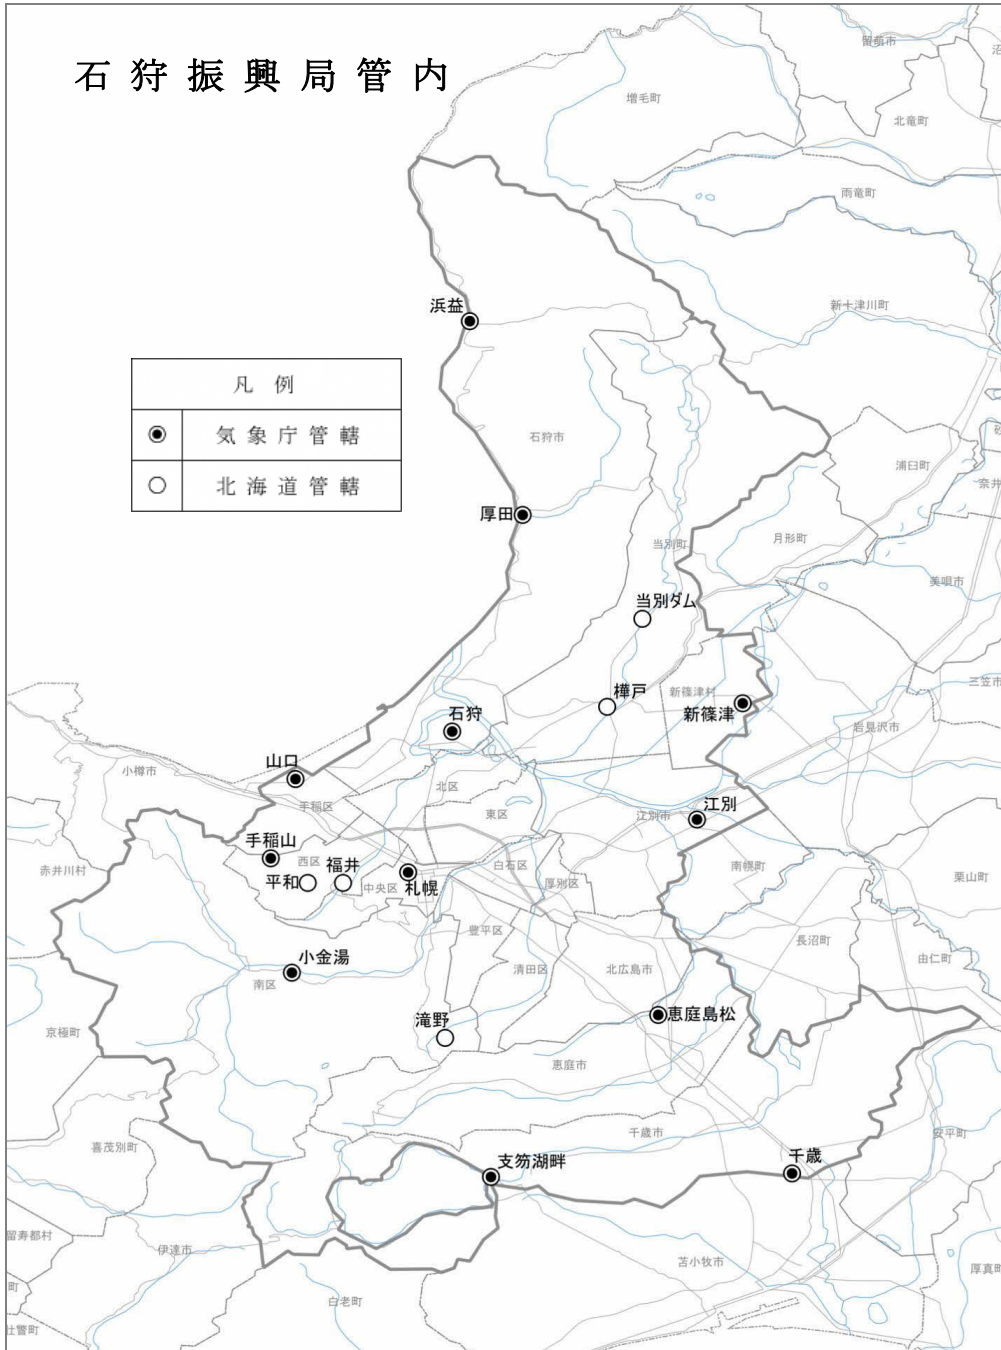 石狩振興局管内
留萌市
増毛町
北竜町
雨竜町
新十津川町
浜益
凡例
気象庁管轄
北海道管轄
石狩市
浦臼町
奈井
厚田
月形町
当別町
美唄市
当別ダム
樺戸
新篠津村
三笠市
新篠津
石狩
岩見沢市
山口
小樽市
北区
手稲区
東区
江別市
江別
手稲山
西区
福井
白石区
南幌町
赤井川村
平和
中央区
札幌
厚別区
栗山町
豊平区
長沼町
小金湯
南区
清田区
北広島市
由仁町
滝野
恵庭島松
京極町
恵庭市
千歳市
安平町
喜茂別町
支笏湖畔
千歳
留寿都村
伊達市
苫小牧市
厚真町
町
白老町
壮瞥町